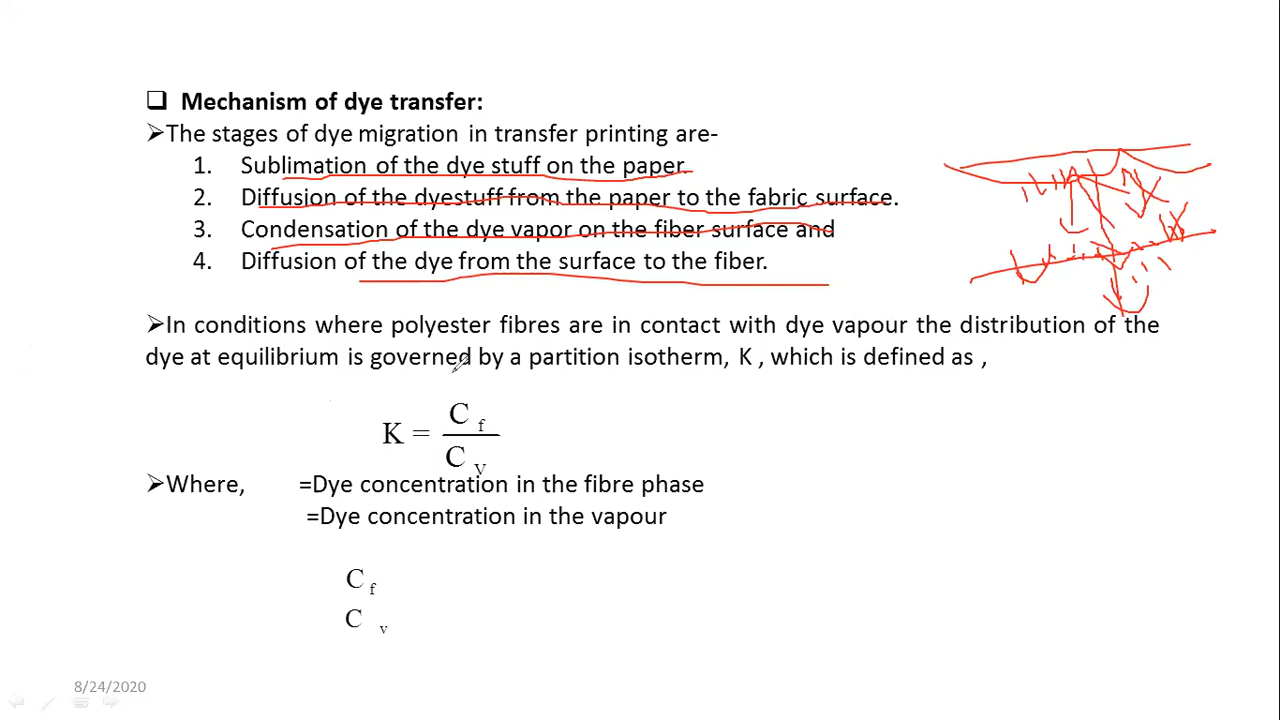 ❑ Mechanism of dye transfer:
➢The stages of dye migration in transfer printing are-
1. Sublimation of the dye stuff on the paper.
2. Diffusion of the dyestuff from the paper to the fabric surface.
3. Condensation of the dye vapor on the fiber surface and
4. Diffusion of the dye from the surface to the fiber.
➢In conditions where polyester fibres are in contact with dye vapour the distribution of the
dye at equilibrium is governed by a partition isotherm, K , which is defined as ,
K = C f / C v
➢Where, =Dye concentration in the fibre phase
=Dye concentration in the vapour
C f
C v
8/24/2020